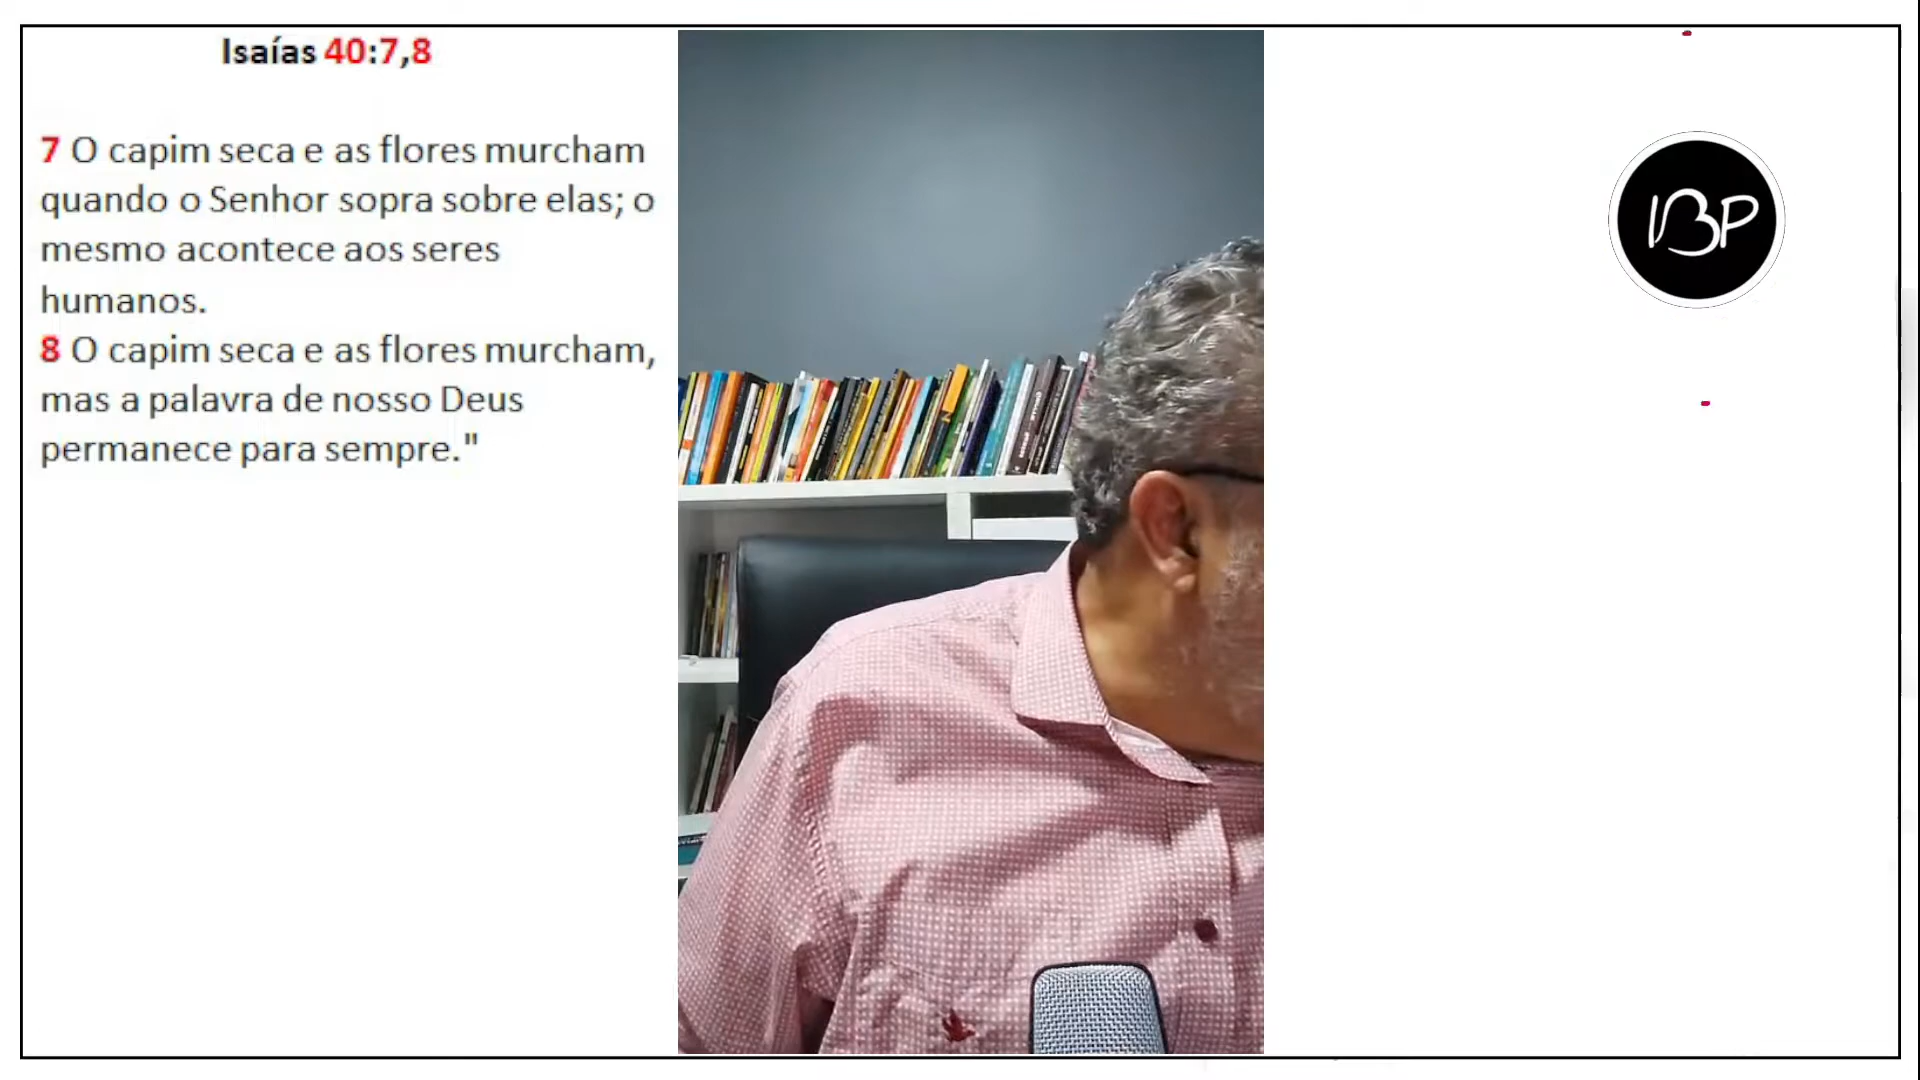 Isaías 40:7,8
7 O capim seca e as flores murcham
quando o Senhor sopra sobre elas; o
mesmo acontece aos seres
humanos.
8 O capim seca e as flores murcham,
mas a palavra de nosso Deus
permanece para sempre."
IBP